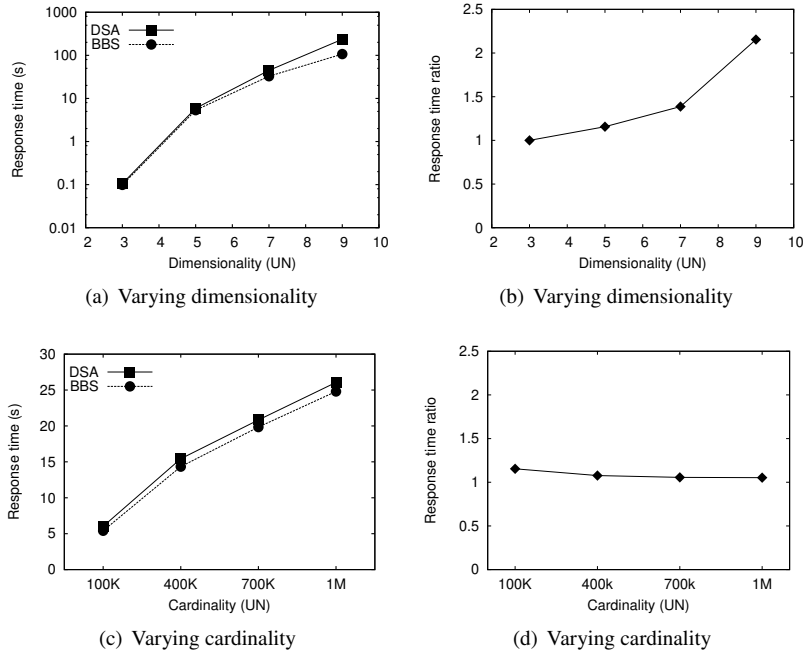 1000
100
10
1
0.1
0.01
Response time (s)
DSA
BBS
2 3 4 5 6 7 8 9 10
Dimensionality (UN)
(a) Varying dimensionality
2.5
2
1.5
1
0.5
0
Response time ratio
2 3 4 5 6 7 8 9 10
Dimensionality (UN)
(b) Varying dimensionality
30
25
20
15
10
5
0
Response time (s)
DSA
BBS
100K 400K 700K 1M
Cardinality (UN)
(c) Varying cardinality
2.5
2
1.5
1
0.5
0
Response time ratio
100K 400k 700k 1M
Cardinality (UN)
(d) Varying cardinality